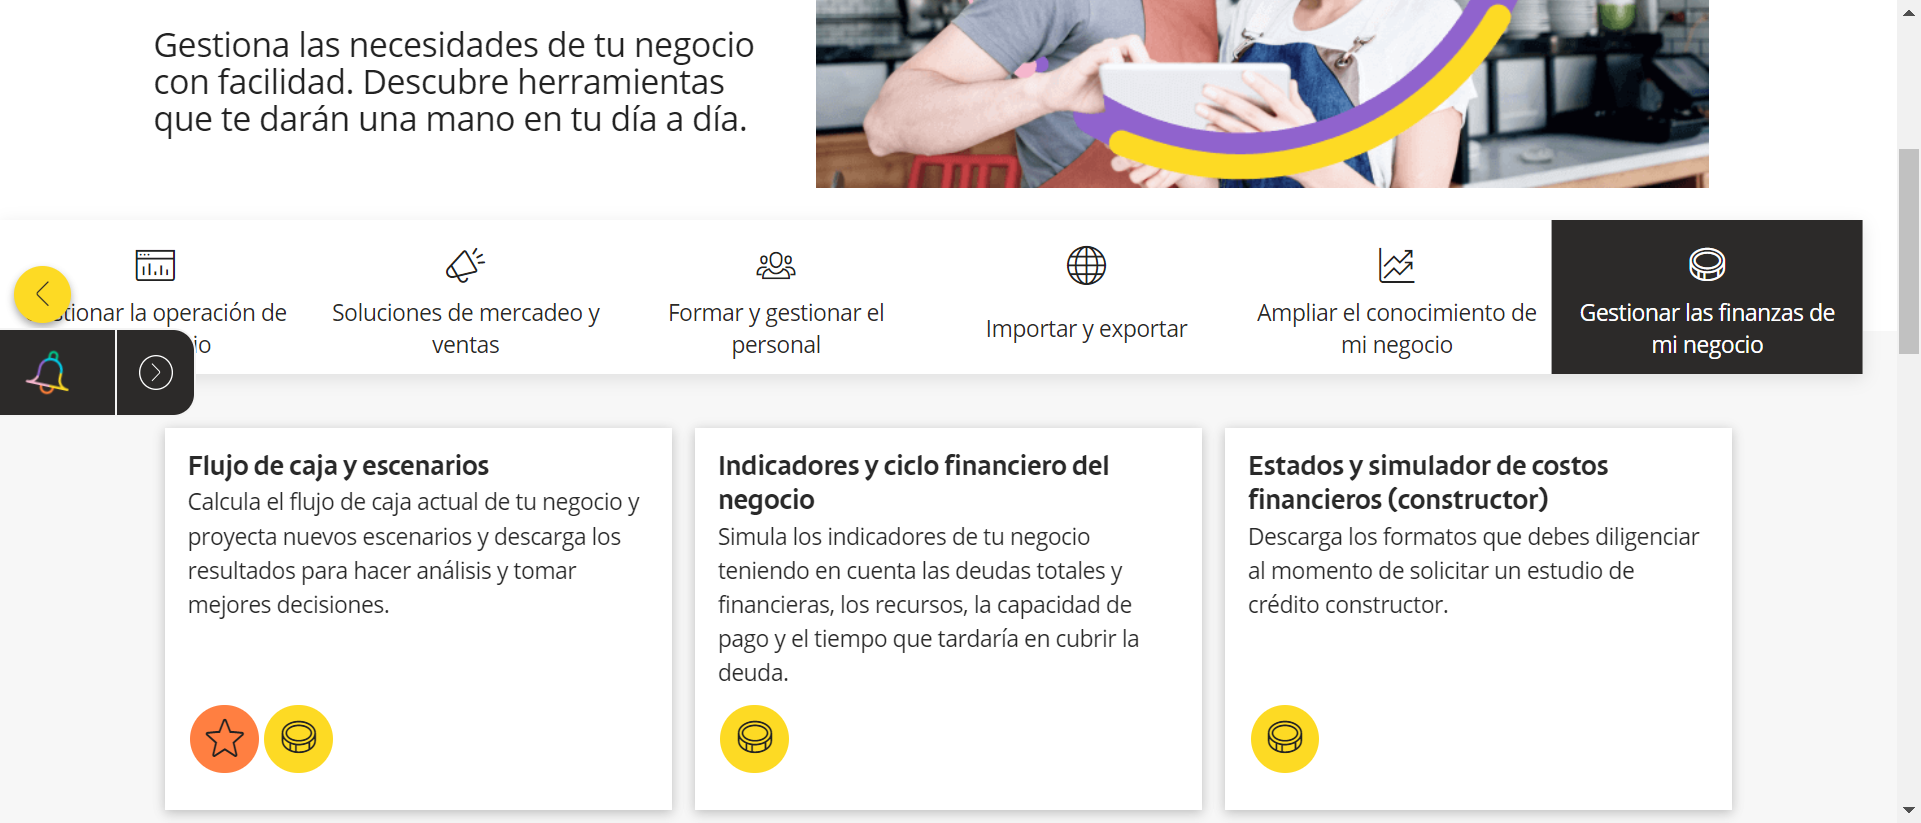 Gestiona las necesidades de tu negocio
con facilidad. Descubre herramientas
que te darán una mano en tu día a día.
la operación de
Soluciones de mercadeo y
ventas
Formar y gestionar el
personal
Importar y exportar
Ampliar el conocimiento de
mi negocio
Gestionar las finanzas de
mi negocio
Flujo de caja y escenarios
Calcula el flujo de caja actual de tu negocio y
proyecta nuevos escenarios y descarga los
resultados para hacer análisis y tomar
mejores decisiones.
Indicadores y ciclo financiero del
negocio
Simula los indicadores de tu negocio
teniendo en cuenta las deudas totales y
financieras, los recursos, la capacidad de
pago y el tiempo que tardaría en cubrir la
deuda.
Estados y simulador de costos
financieros (constructor)
Descarga los formatos que debes diligenciar
al momento de solicitar un estudio de
crédito constructor.